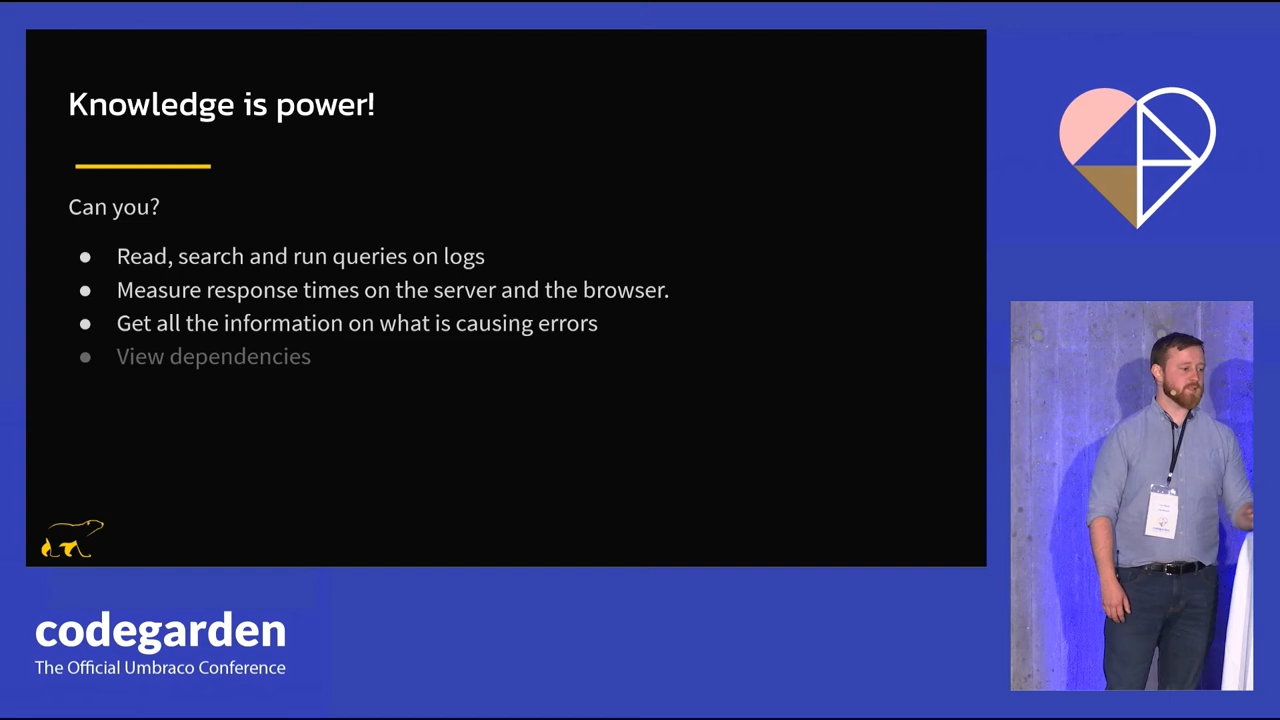 Knowledge is power!
Can you?
● Read, search and run queries on logs
● Measure response times on the server and the browser.
● Get all the information on what is causing errors
● View dependencies
codegarden
The Official Umbraco Conference